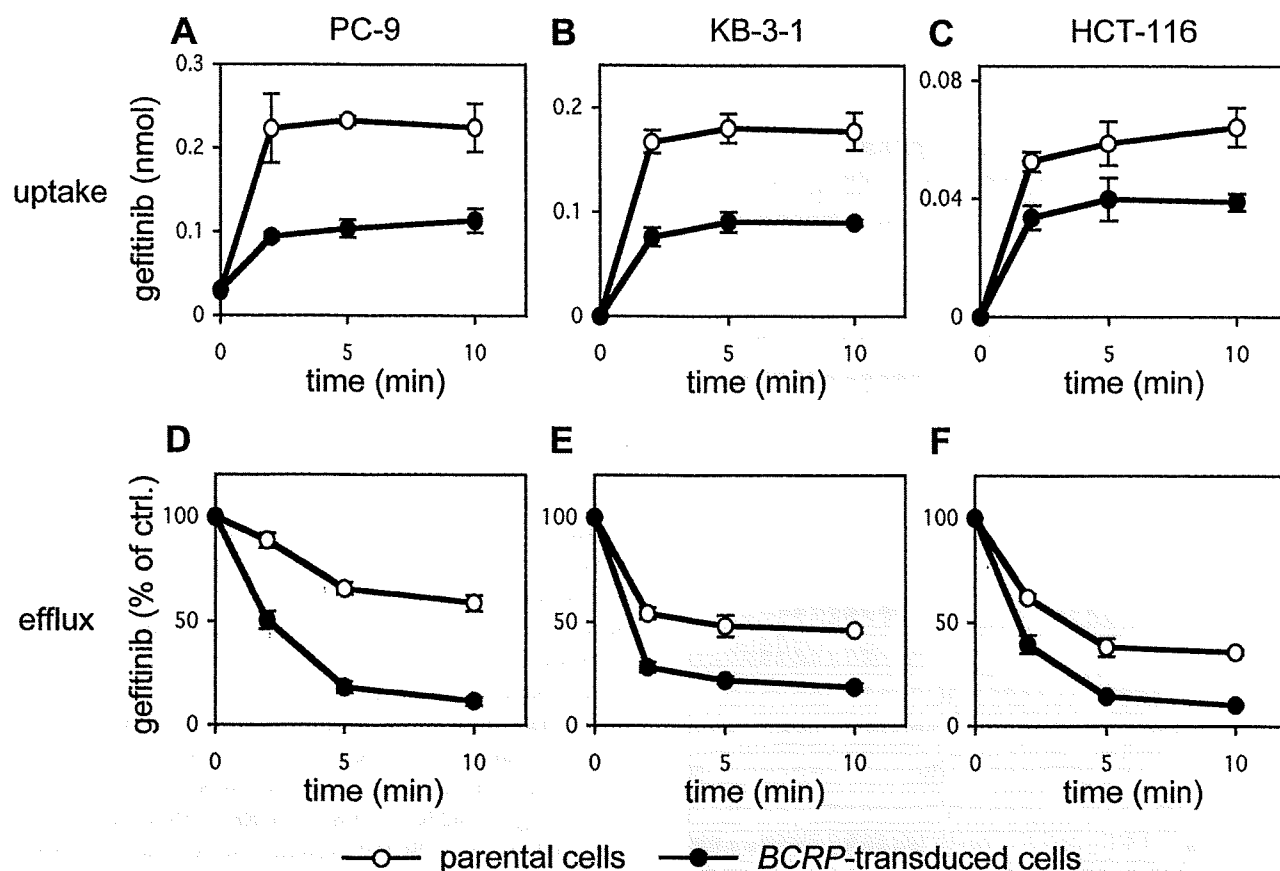 A PC-9 B KB-3-1 C HCT-116
uptake
gefitinib (nmol)
0.3
0.2
0.1
0
0 5 10
time (min)
0.2
0.1
0
0 5 10
time (min)
0.08
0.04
0
0 5 10
time (min)
D E F
efflux
gefitinib (% of ctrl.)
100
50
0
0 5 10
time (min)
100
50
0
0 5 10
time (min)
100
50
0
0 5 10
time (min)
parental cells BCRP-transduced cells